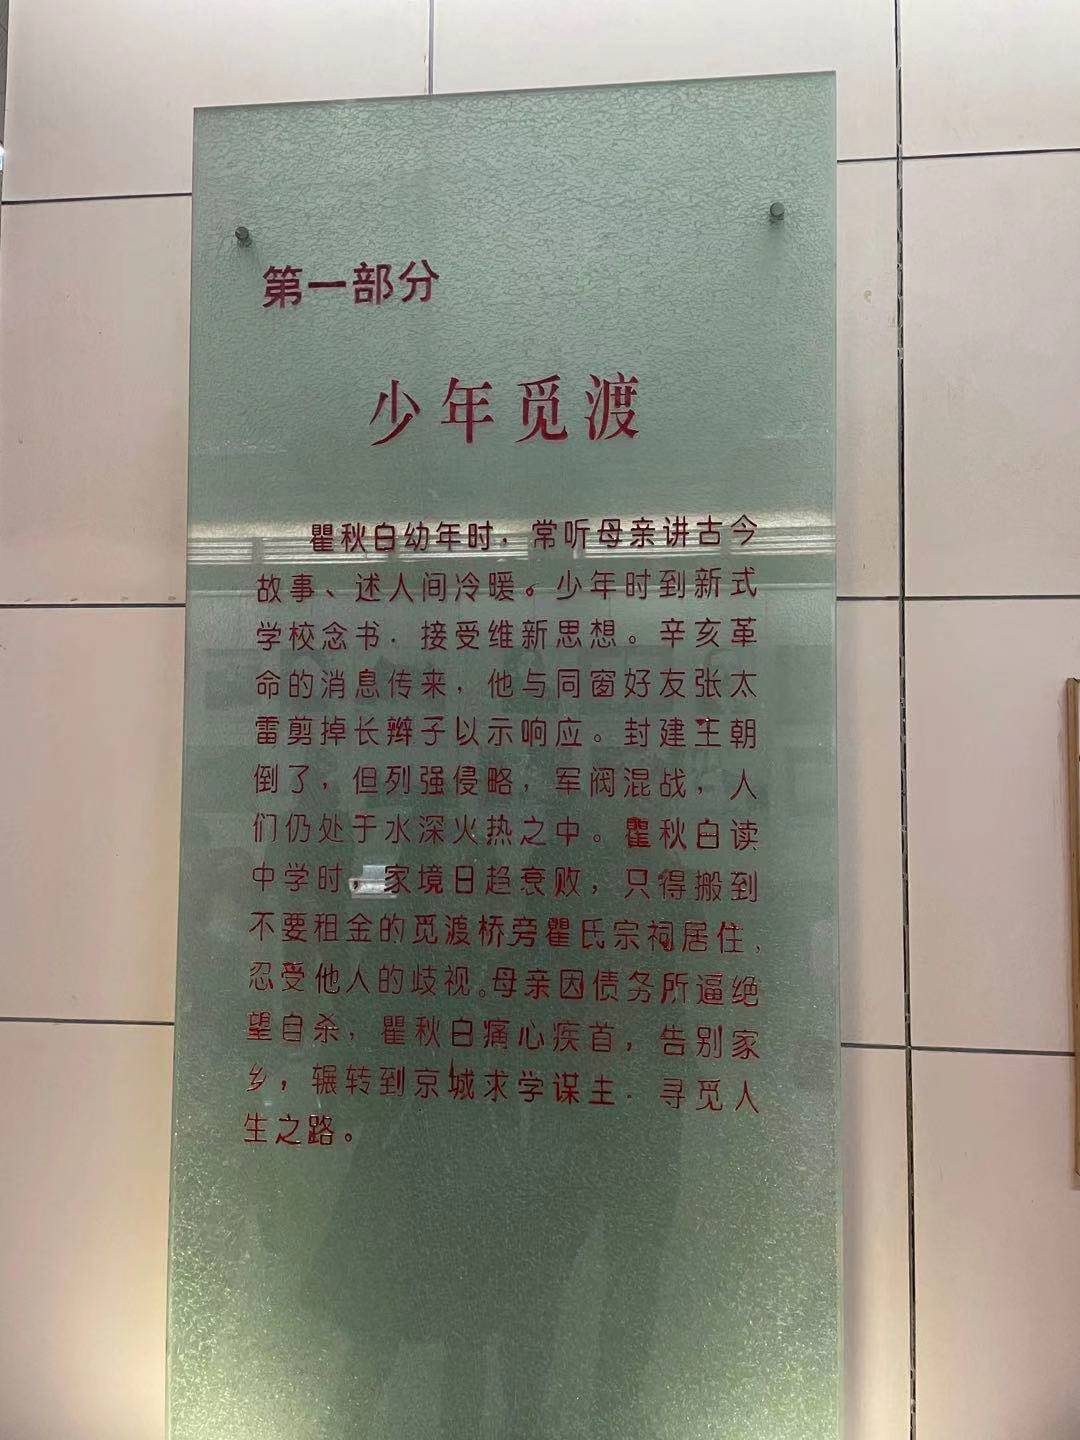 第一部分
少年觅渡
瞿秋白幼年时，常听母亲讲古今
故事、述人间冷暖。少年时到新式
学校念书．接受维新思想。辛亥革
命的消息传来，他与同窗好友张太
雷剪掉长辫子以示响应。封建王朝
倒了，但列强侵略，军阀混战，人
们仍处于水深火热之中。瞿秋白读
中学时，家境日趋衰败，只得搬到
不要租金的觅渡桥旁瞿氏宗祠居住，
忍受他人的歧视。母亲因债务所逼绝
望自杀，瞿秋白痛心疾首，告别家
乡，辗转到京城求学谋生．寻觅人
生之路。